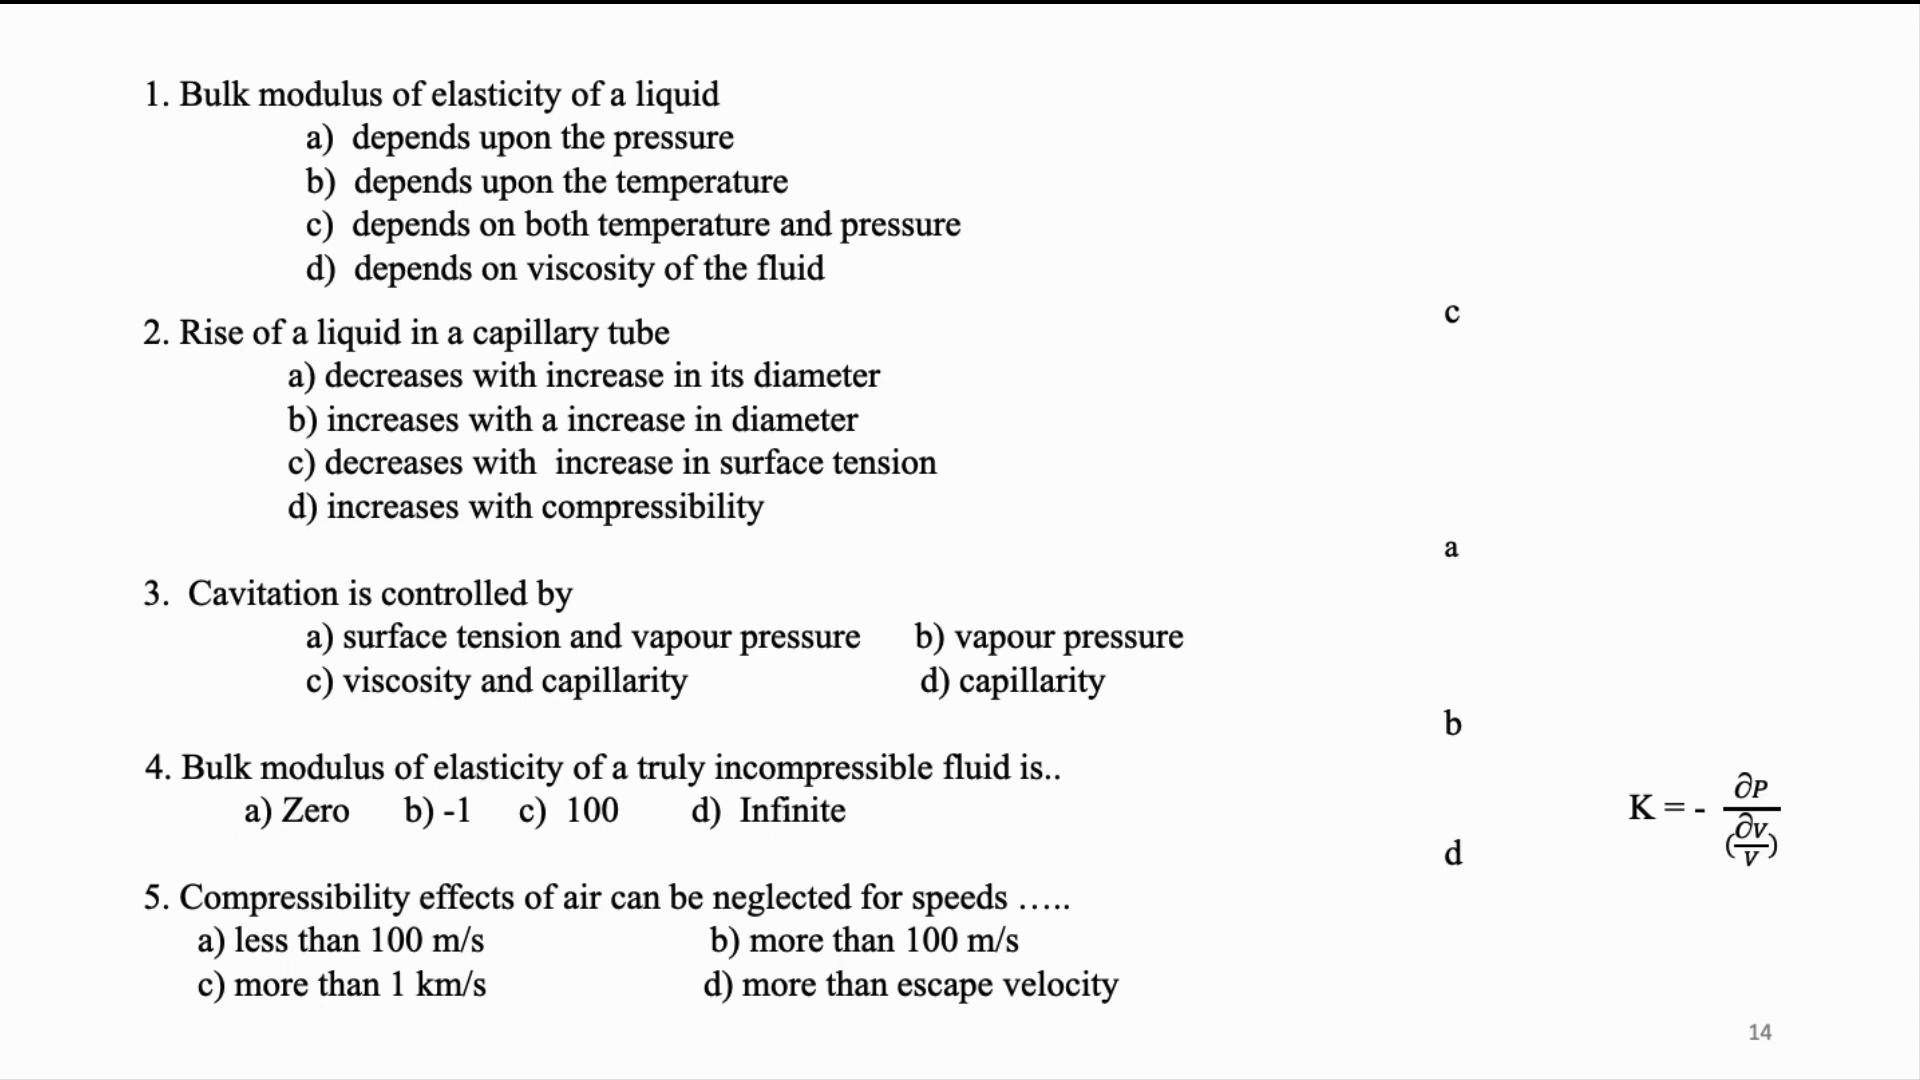 1. Bulk modulus of elasticity of a liquid
a) depends upon the pressure
b) depends upon the temperature
c) depends on both temperature and pressure
d) depends on viscosity of the fluid
c
2. Rise of a liquid in a capillary tube
a) decreases with increase in its diameter
b) increases with a increase in diameter
c) decreases with increase in surface tension
d) increases with compressibility
a
3. Cavitation is controlled by
a) surface tension and vapour pressure b) vapour pressure
c) viscosity and capillarity d) capillarity
b
4. Bulk modulus of elasticity of a truly incompressible fluid is..
a) Zero b) -1 c) 100 d) Infinite
K = - ∂P / (∂V/V)
d
5. Compressibility effects of air can be neglected for speeds .....
a) less than 100 m/s b) more than 100 m/s
c) more than 1 km/s d) more than escape velocity
14